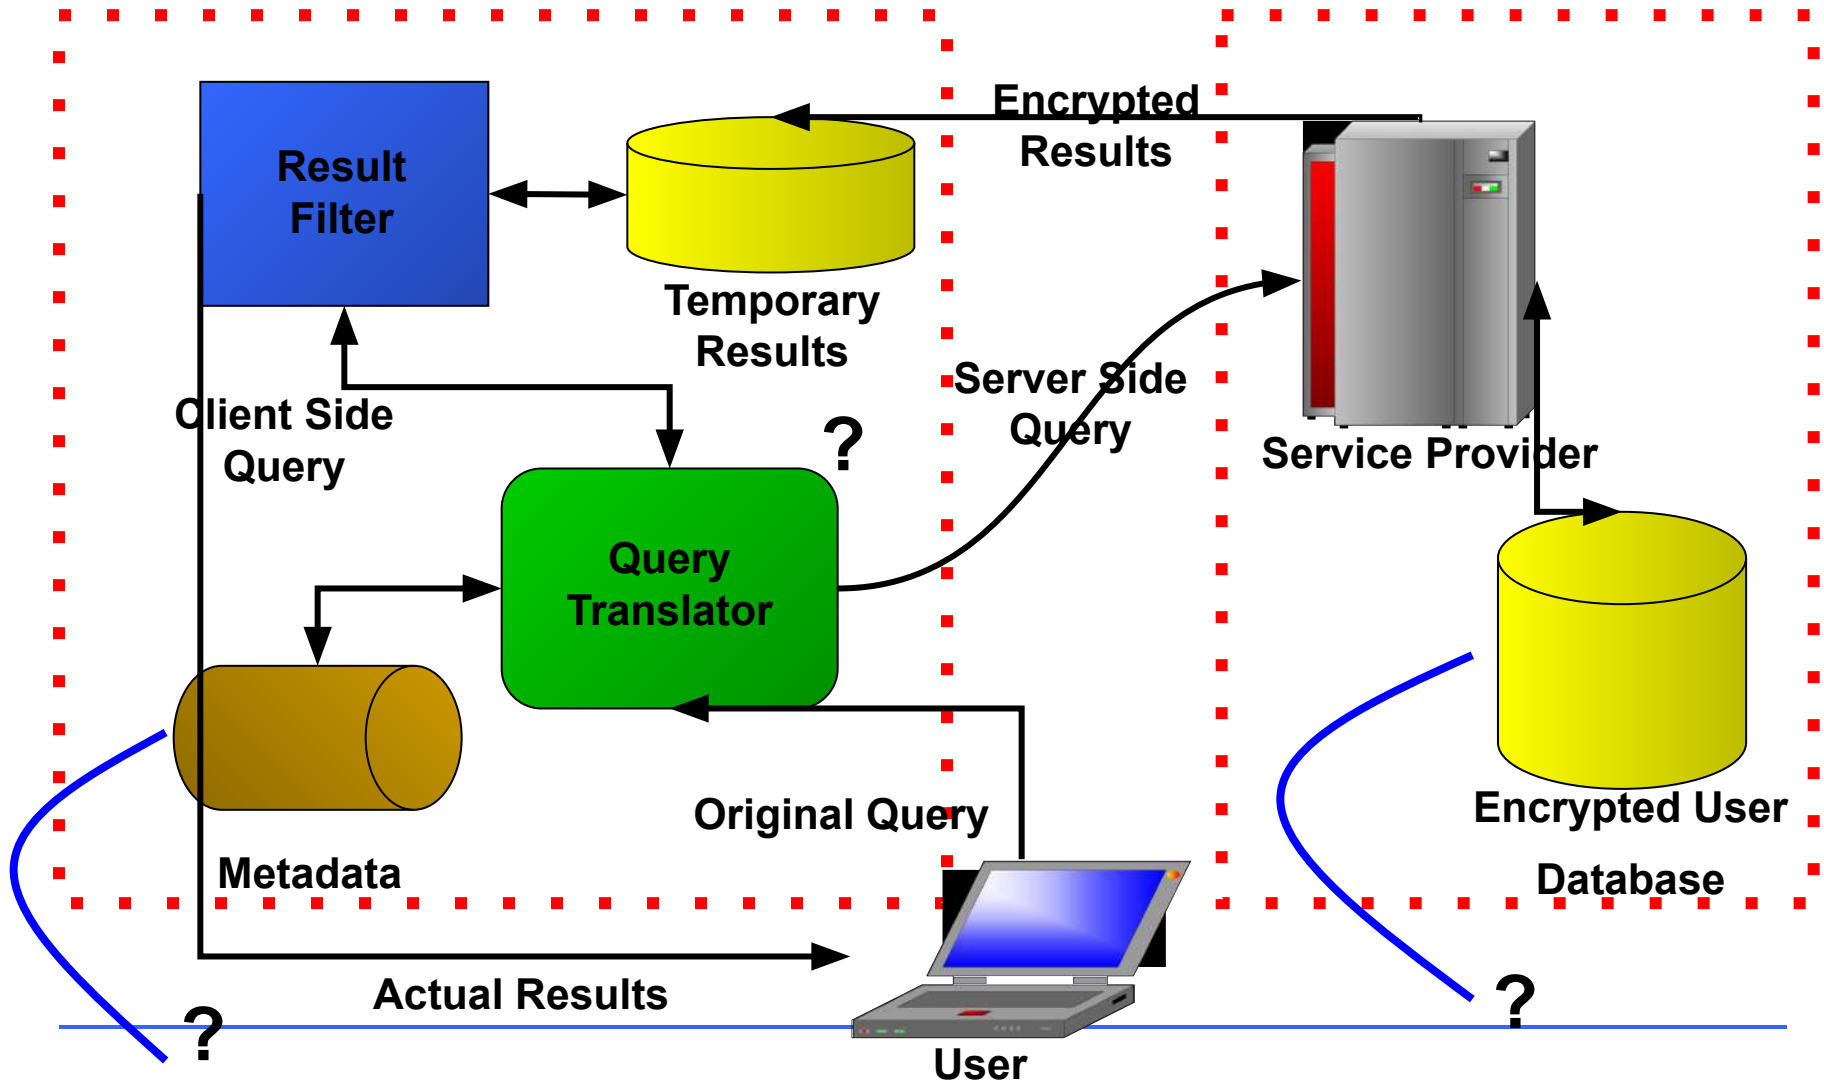 Encrypted
Results
Result
Filter
Temporary
Results
Server Side
Query
Client Side
Query
?
Service Provider
Query
Translator
Original Query
Encrypted User
Database
Metadata
Actual Results
?
?
User